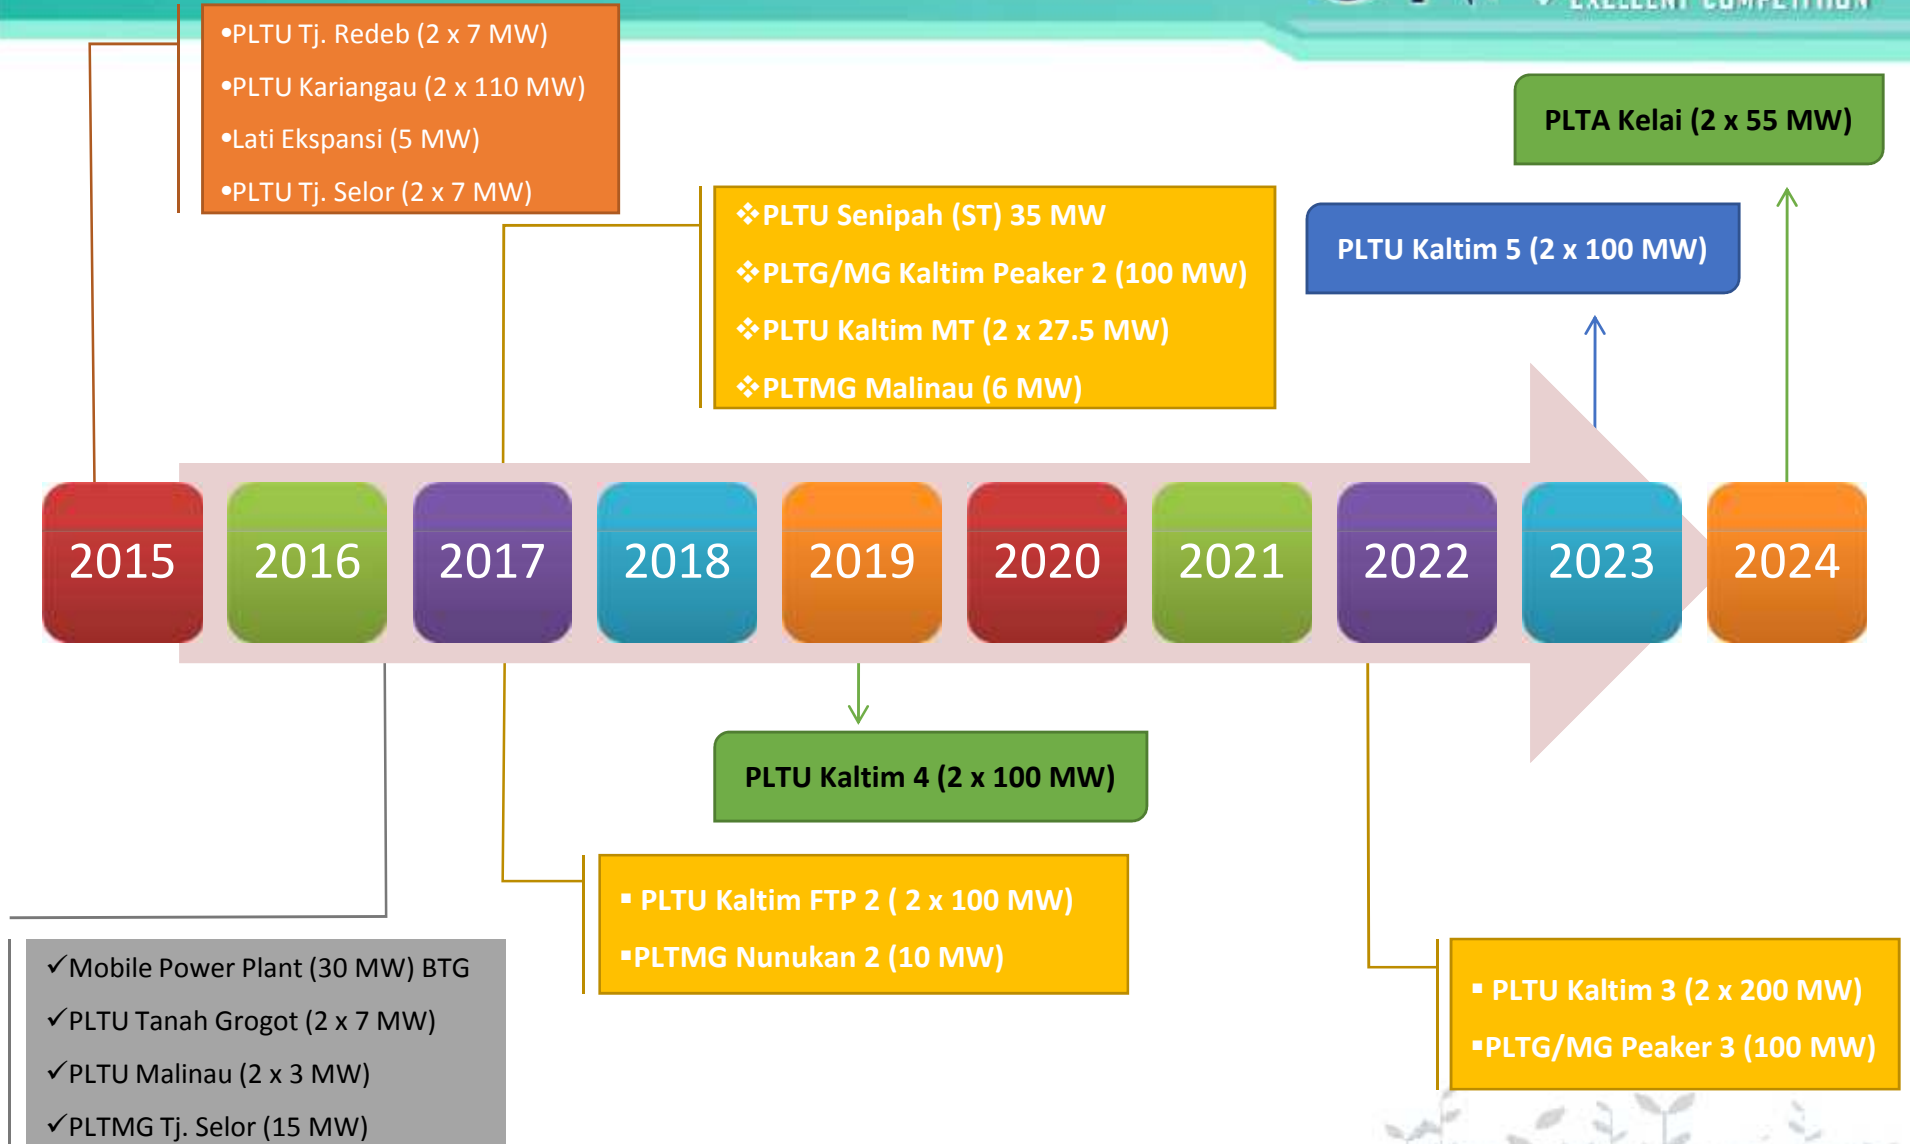 EXELLENT COMPETITION
•PLTU Tj. Redeb (2 x 7 MW)
•PLTU Kariangau (2 x 110 MW)
•Lati Ekspansi (5 MW)
•PLTU Tj. Selor (2 x 7 MW)
PLTA Kelai (2 x 55 MW)
❖PLTU Senipah (ST) 35 MW
❖PLTG/MG Kaltim Peaker 2 (100 MW)
❖PLTU Kaltim MT (2 x 27.5 MW)
❖PLTMG Malinau (6 MW)
PLTU Kaltim 5 (2 x 100 MW)
2015 2016 2017 2018 2019 2020 2021 2022 2023 2024
PLTU Kaltim 4 (2 x 100 MW)
▪ PLTU Kaltim FTP 2 ( 2 x 100 MW)
▪PLTMG Nunukan 2 (10 MW)
✓Mobile Power Plant (30 MW) BTG
✓PLTU Tanah Grogot (2 x 7 MW)
✓PLTU Malinau (2 x 3 MW)
✓PLTMG Tj. Selor (15 MW)
▪ PLTU Kaltim 3 (2 x 200 MW)
▪PLTG/MG Peaker 3 (100 MW)